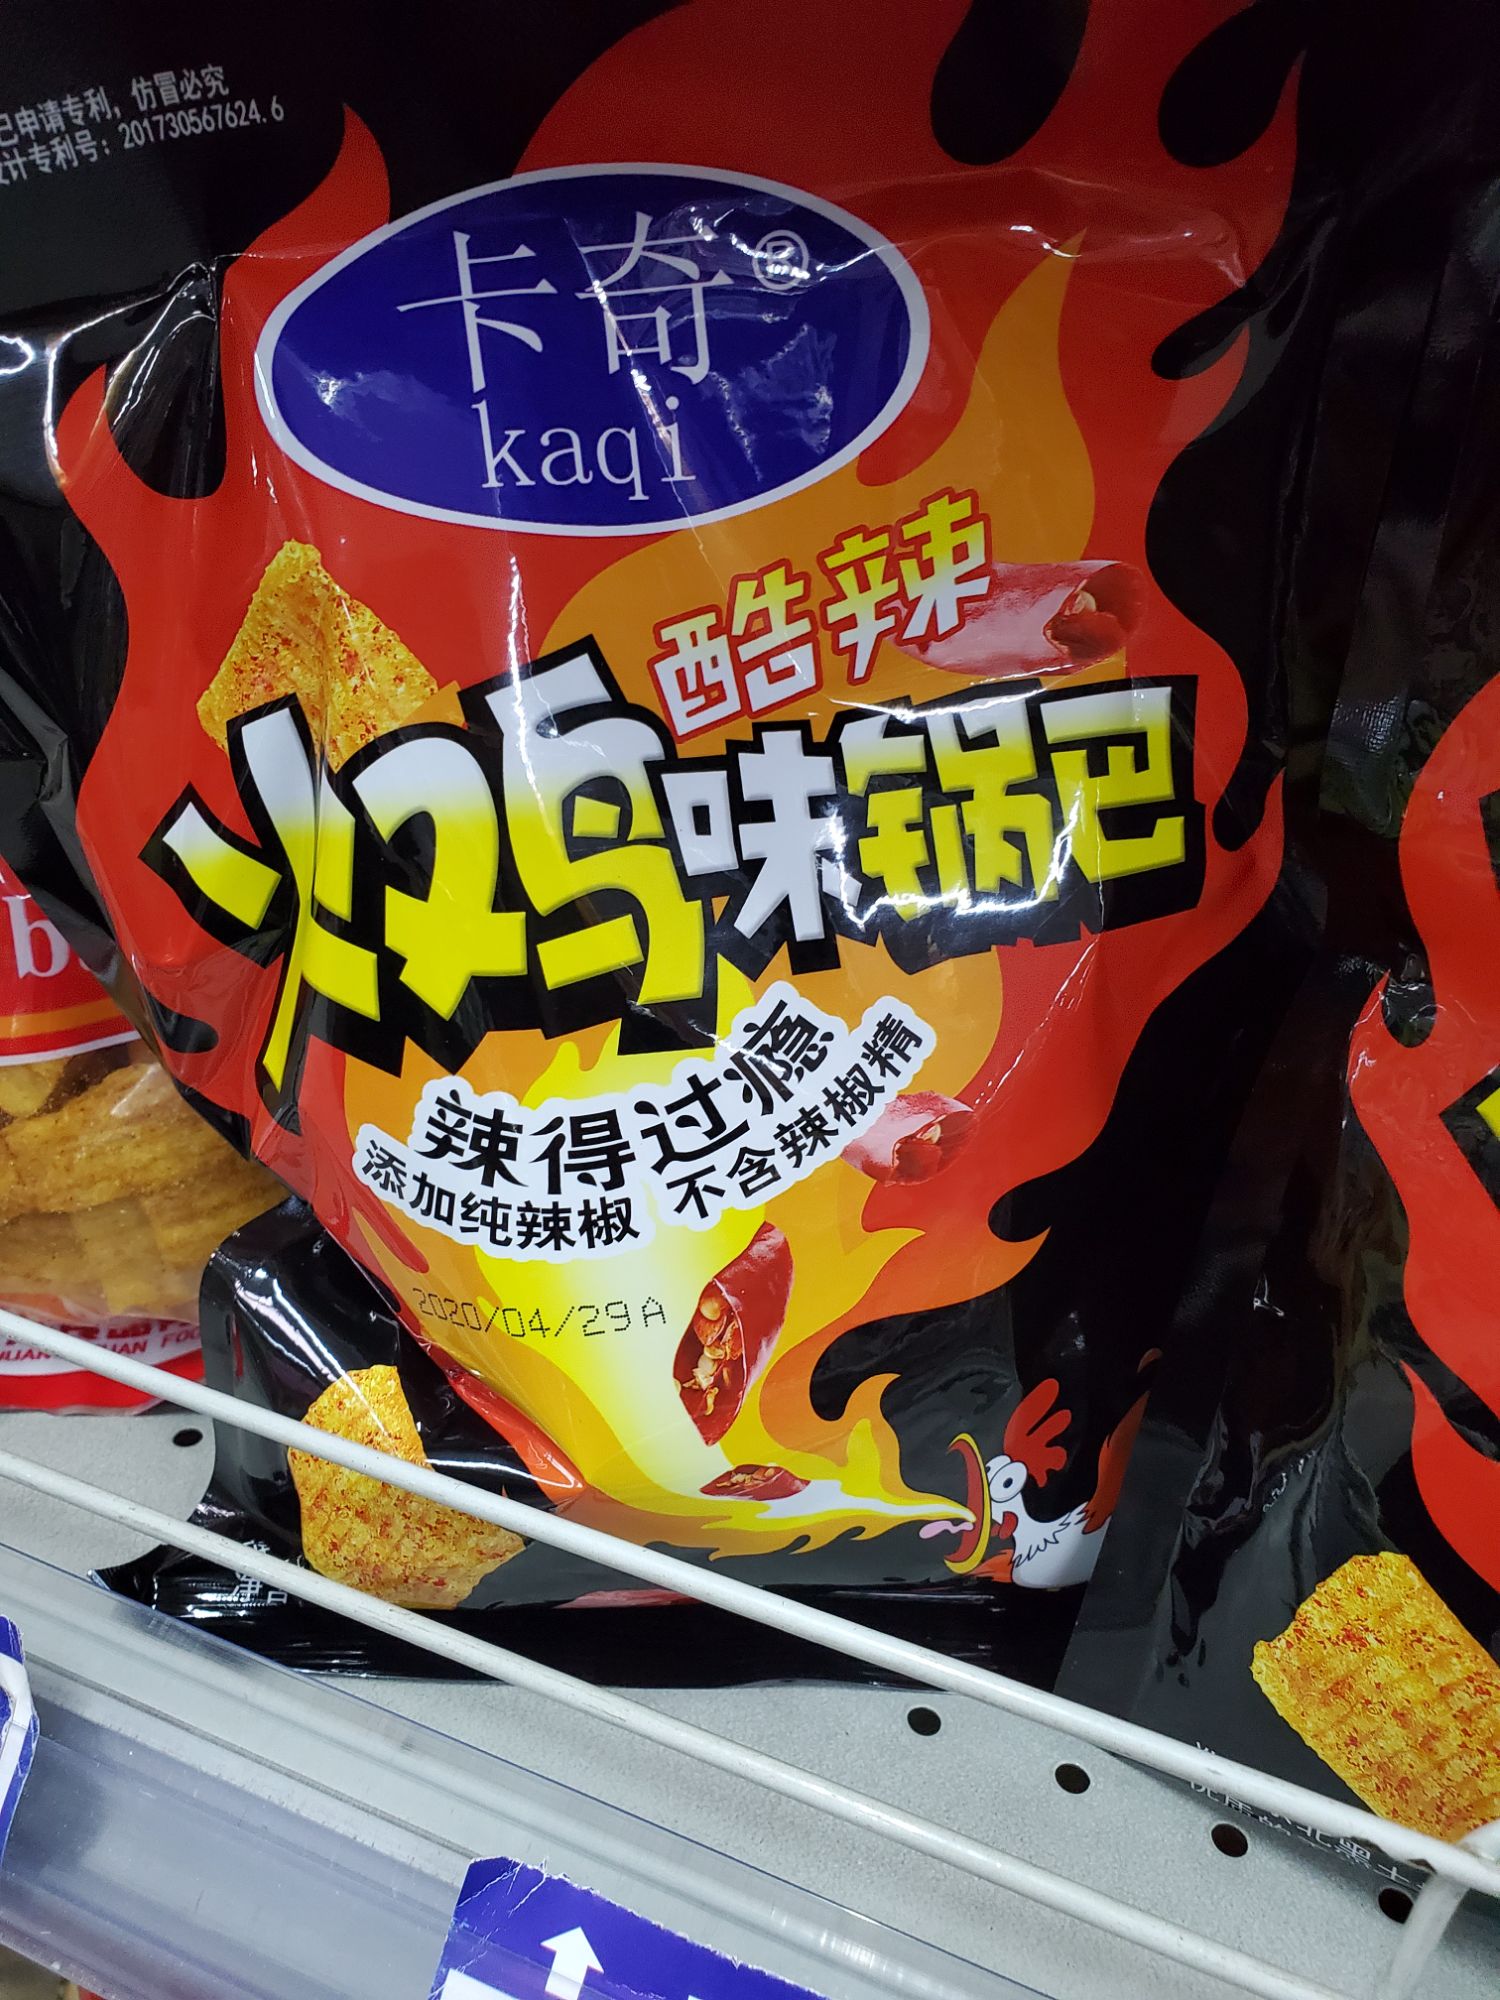 已申请专利，仿冒必究
设计专利号：201730567624.6
卡奇®
kaqi
酷辣
火鸡味锅巴
辣得过瘾
添加纯辣椒 不含辣椒精
2020/04/29A